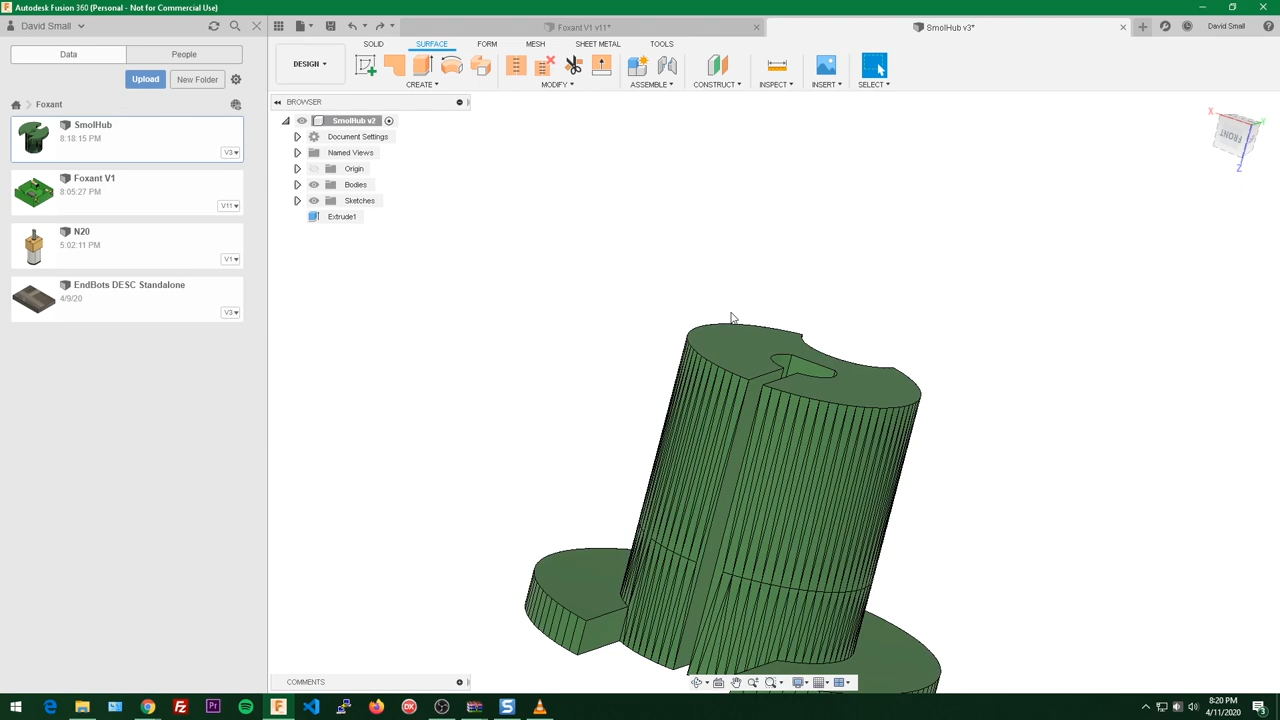 Autodesk Fusion 360 (Personal - Not for Commercial Use)
David Small
Foxant V1 v11*
SmolHub v3*
David Small
Data
People
Upload
New Folder
Foxant
SmolHub
8:18:15 PM
V3
Foxant V1
8:05:27 PM
V11
N20
5:02:11 PM
V1
EndBots DESC Standalone
4/9/20
V3
SOLID
SURFACE
FORM
MESH
SHEET METAL
TOOLS
DESIGN
CREATE
MODIFY
ASSEMBLE
CONSTRUCT
INSPECT
INSERT
SELECT
BROWSER
SmolHub v2
Document Settings
Named Views
Origin
Bodies
Sketches
Extrude1
X
FRONT
Z
COMMENTS
8:20 PM
4/11/2020